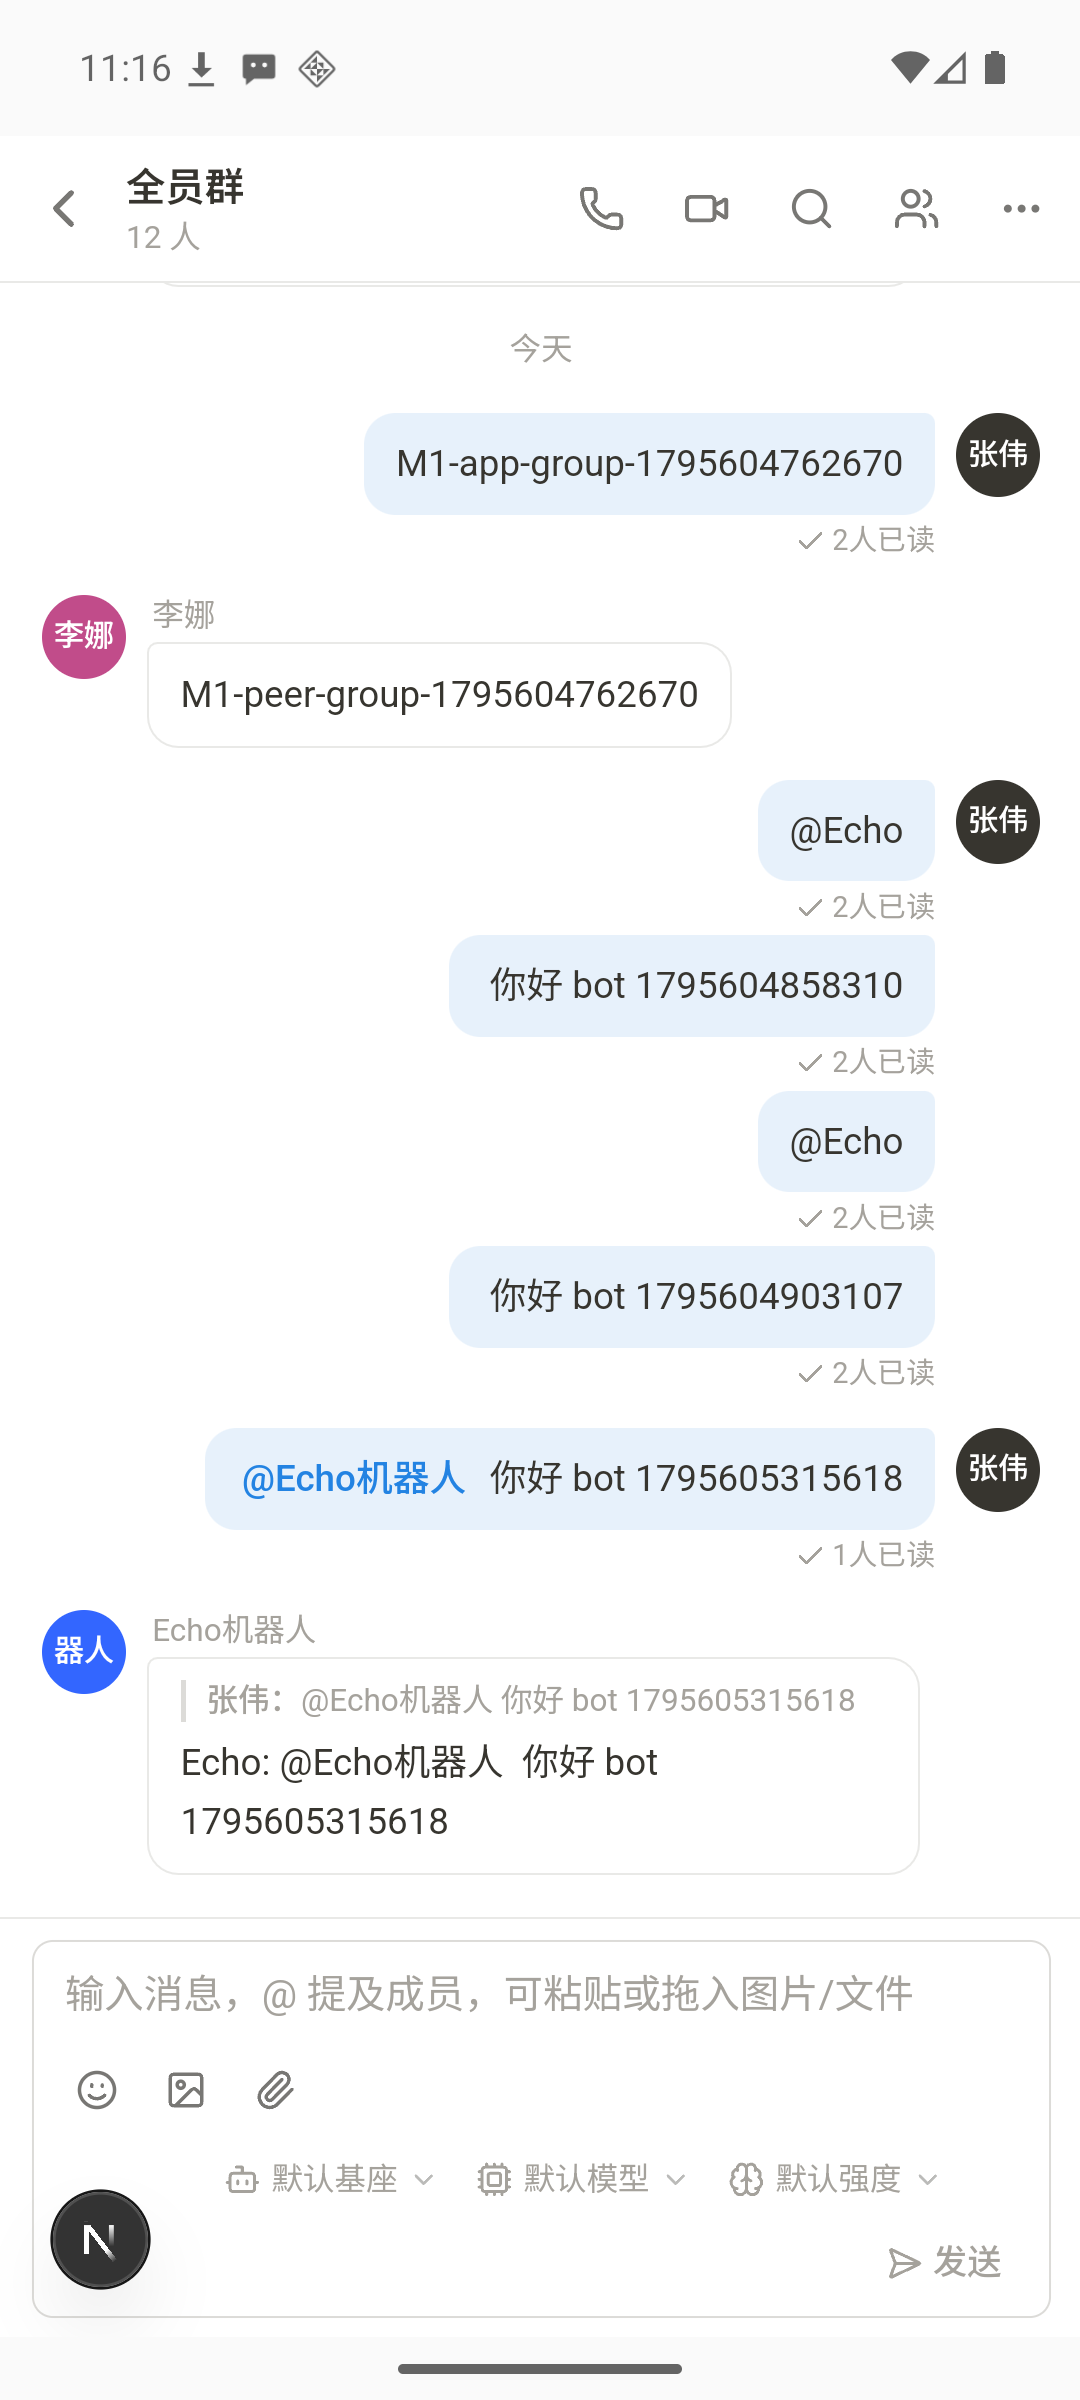 11:16
全员群
12 人
今天
M1-app-group-1795604762670
张伟
2人已读
李娜
李娜
M1-peer-group-1795604762670
@Echo
张伟
2人已读
你好 bot 1795604858310
2人已读
@Echo
2人已读
你好 bot 1795604903107
2人已读
@Echo机器人 你好 bot 1795605315618
张伟
1人已读
Echo机器人
器人
张伟：@Echo机器人 你好 bot 1795605315618
Echo: @Echo机器人 你好 bot
1795605315618
输入消息，@ 提及成员，可粘贴或拖入图片/文件
默认基座 默认模型 默认强度
N
发送